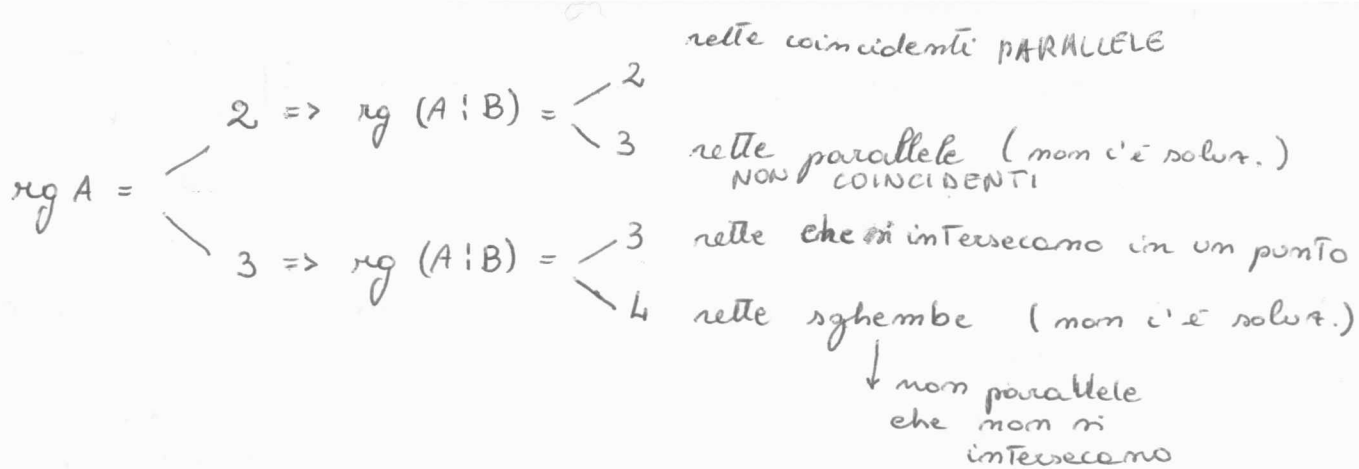 rette coincidenti PARALLELE
2 => rg (A¦B) = 2
3 rette parallele (non c'è soluz.)
NON COINCIDENTI
rg A =
3 => rg (A¦B) = 3 rette che si intersecano in un punto
4 rette sghembe (non c'è soluz.)
↓ non parallele
che non si
intersecano